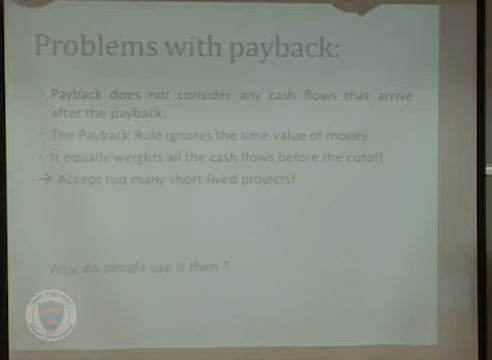 Problems with payback:
• Payback does not consider any cash flows that arrive
after the payback.
• The Payback Rule ignores the time value of money
• It equally weights all the cash flows before the cutoff
→ Accept too many short-lived projects!
Why do people use it then ?